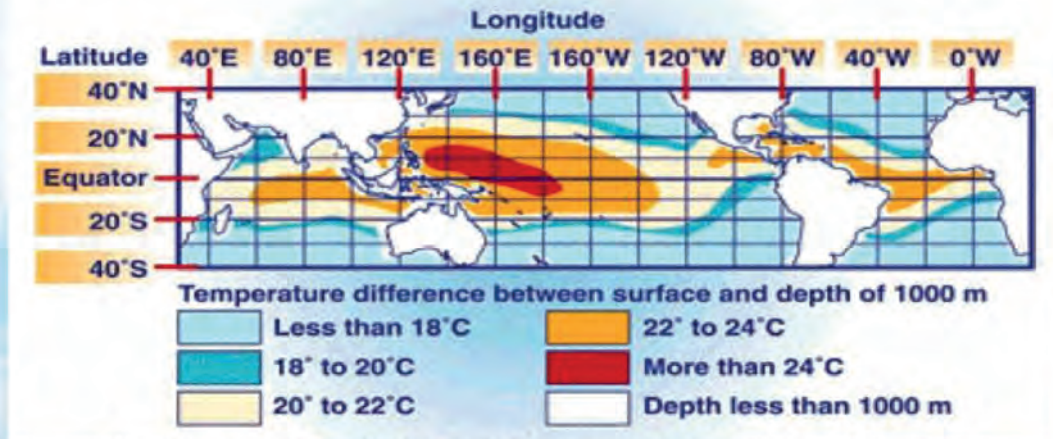 Longitude
Latitude 40°E 80°E 120°E 160°E 160°W 120°W 80°W 40°W 0°W
40°N
20°N
Equator
20°S
40°S
Temperature difference between surface and depth of 1000 m
Less than 18°C 22° to 24°C
18° to 20°C More than 24°C
20° to 22°C Depth less than 1000 m